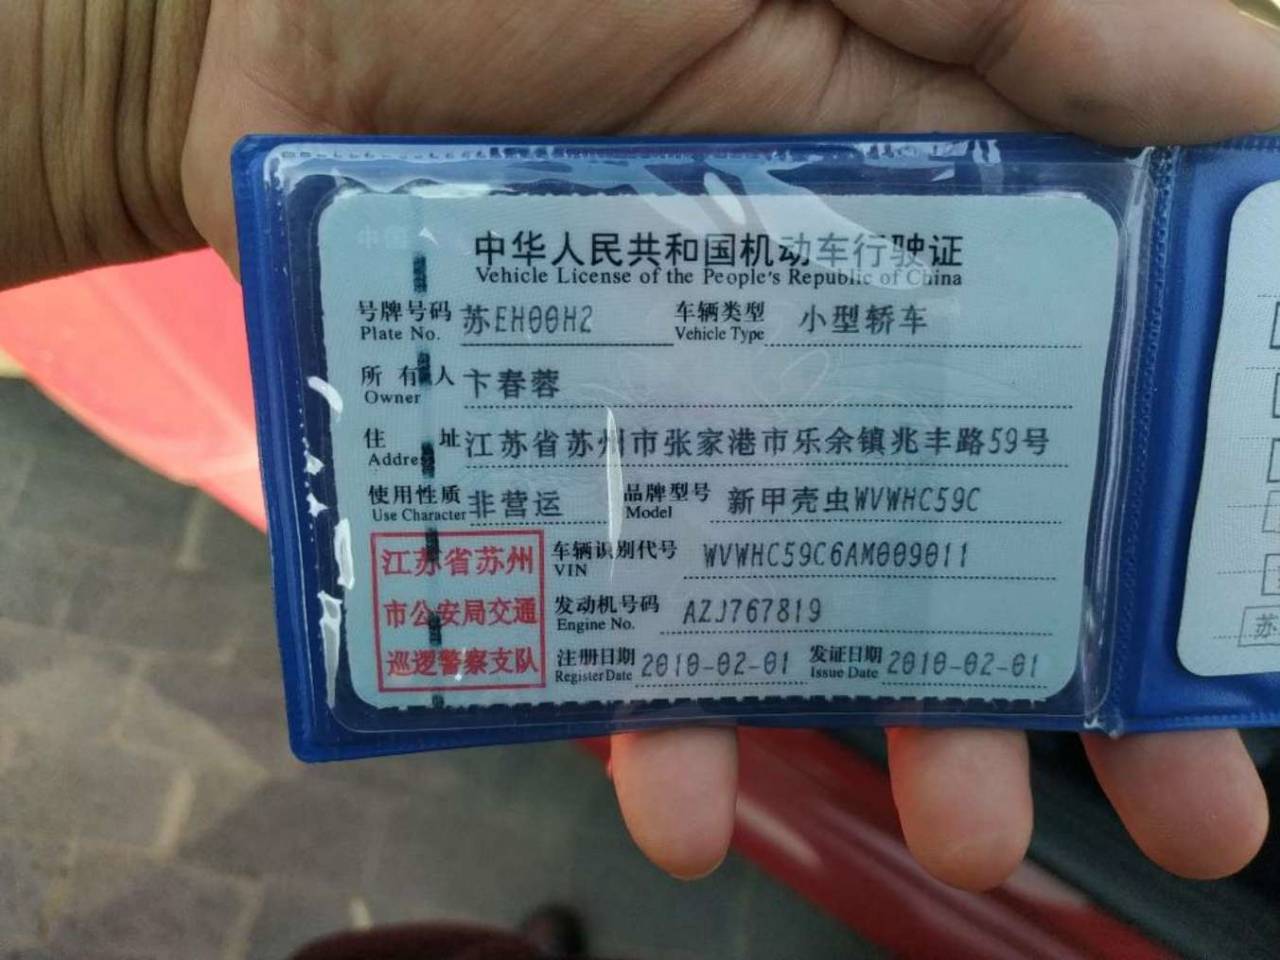 中华人民共和国机动车行驶证
Vehicle License of the People's Republic of China
号牌号码 苏EH00H2 车辆类型 小型轿车
Plate No. Vehicle Type
所有人 卞春蓉
Owner
住址 江苏省苏州市张家港市乐余镇兆丰路59号
Address
使用性质 非营运 品牌型号 新甲壳虫WVWHC59C
Use Character Model
江苏省苏州
市公安局交通
巡逻警察支队
车辆识别代号 WVWHC59C6AM009011
VIN
发动机号码 AZJ767819
Engine No.
注册日期 2010-02-01 发证日期 2010-02-01
Register Date Issue Date
苏